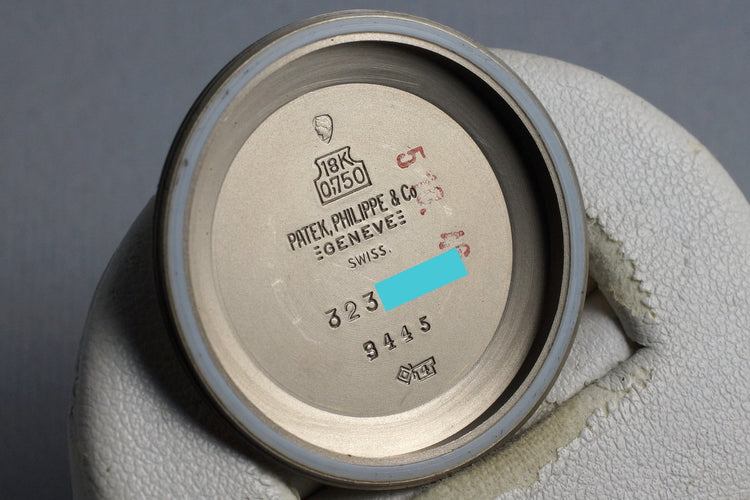 18K
0,750
PATEK, PHILIPPE & Co
GENEVE
SWISS.
323
9445